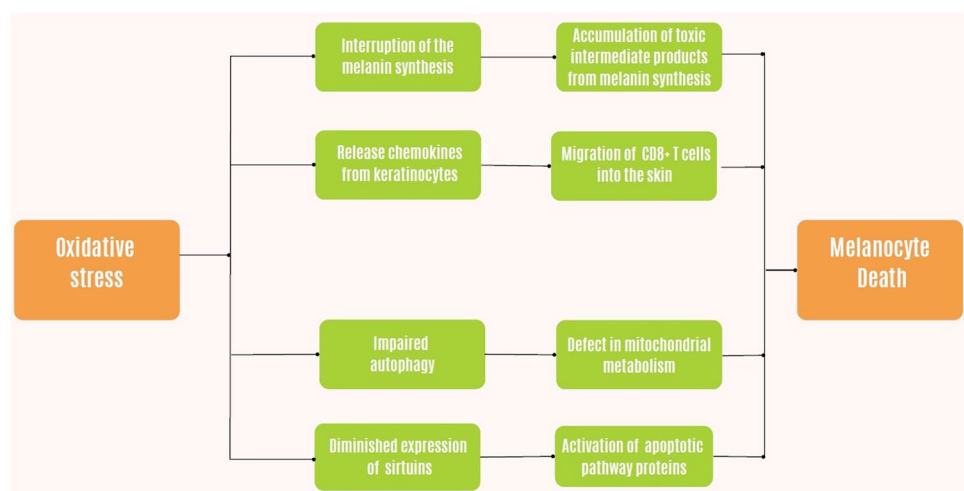 Oxidative
stress
Interruption of the
melanin synthesis
Accumulation of toxic
intermediate products
from melanin synthesis
Release chemokines
from keratinocytes
Migration of CD8+ T cells
into the skin
Impaired
autophagy
Defect in mitochondrial
metabolism
Diminished expression
of sirtuins
Activation of apoptotic
pathway proteins
Melanocyte
Death